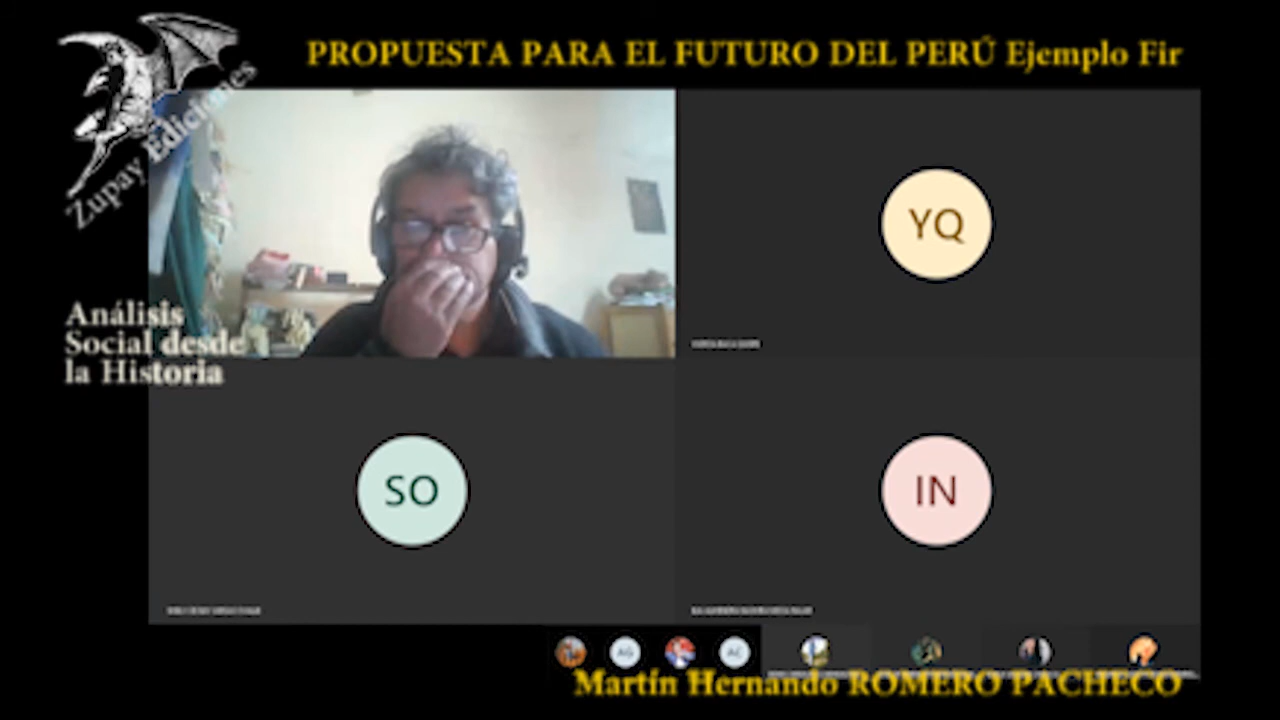 PROPUESTA PARA EL FUTURO DEL PERÚ Ejemplo Fir
Zupay Ediciones
YQ
Análisis
Social desde
la Historia
SO
IN
AG
AC
Martín Hernando ROMERO PACHECO